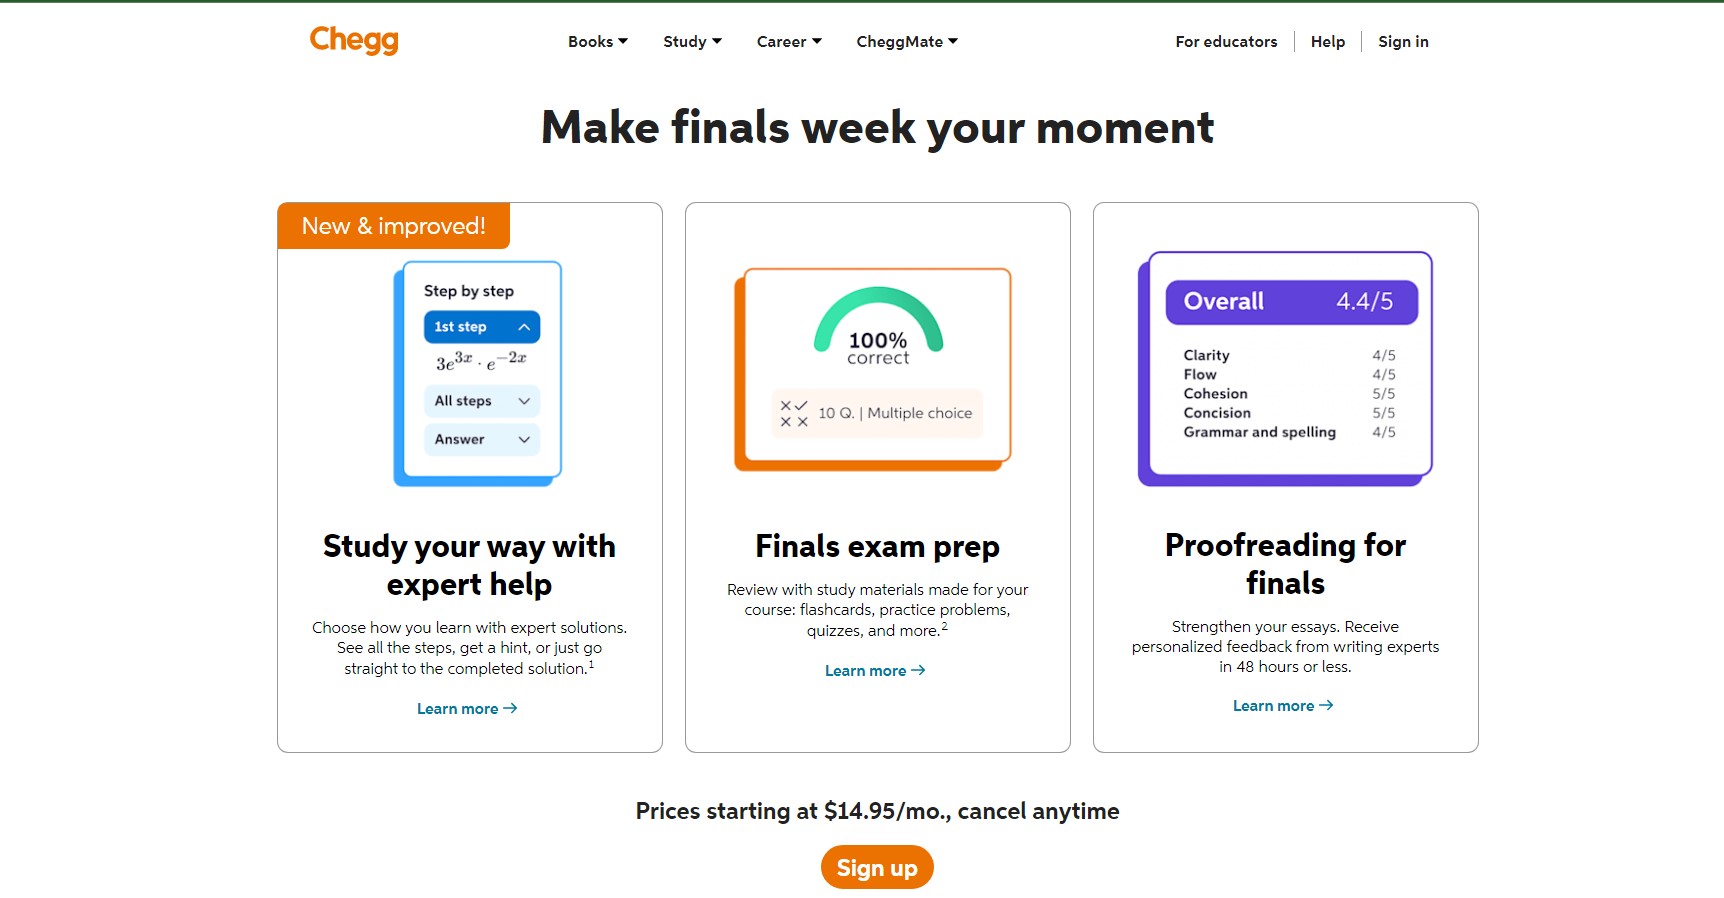 Chegg
Books
Study
Career
CheggMate
For educators
Help
Sign in
Make finals week your moment
New & improved!
Step by step
1st step
3e^{3x} · e^{−2x}
All steps
Answer
Study your way with
expert help
Choose how you learn with expert solutions.
See all the steps, get a hint, or just go
straight to the completed solution.¹
Learn more →
100%
correct
10 Q. | Multiple choice
Finals exam prep
Review with study materials made for your
course: flashcards, practice problems,
quizzes, and more.²
Learn more →
Overall 4.4/5
Clarity 4/5
Flow 4/5
Cohesion 5/5
Concision 5/5
Grammar and spelling 4/5
Proofreading for
finals
Strengthen your essays. Receive
personalized feedback from writing experts
in 48 hours or less.
Learn more →
Prices starting at $14.95/mo., cancel anytime
Sign up